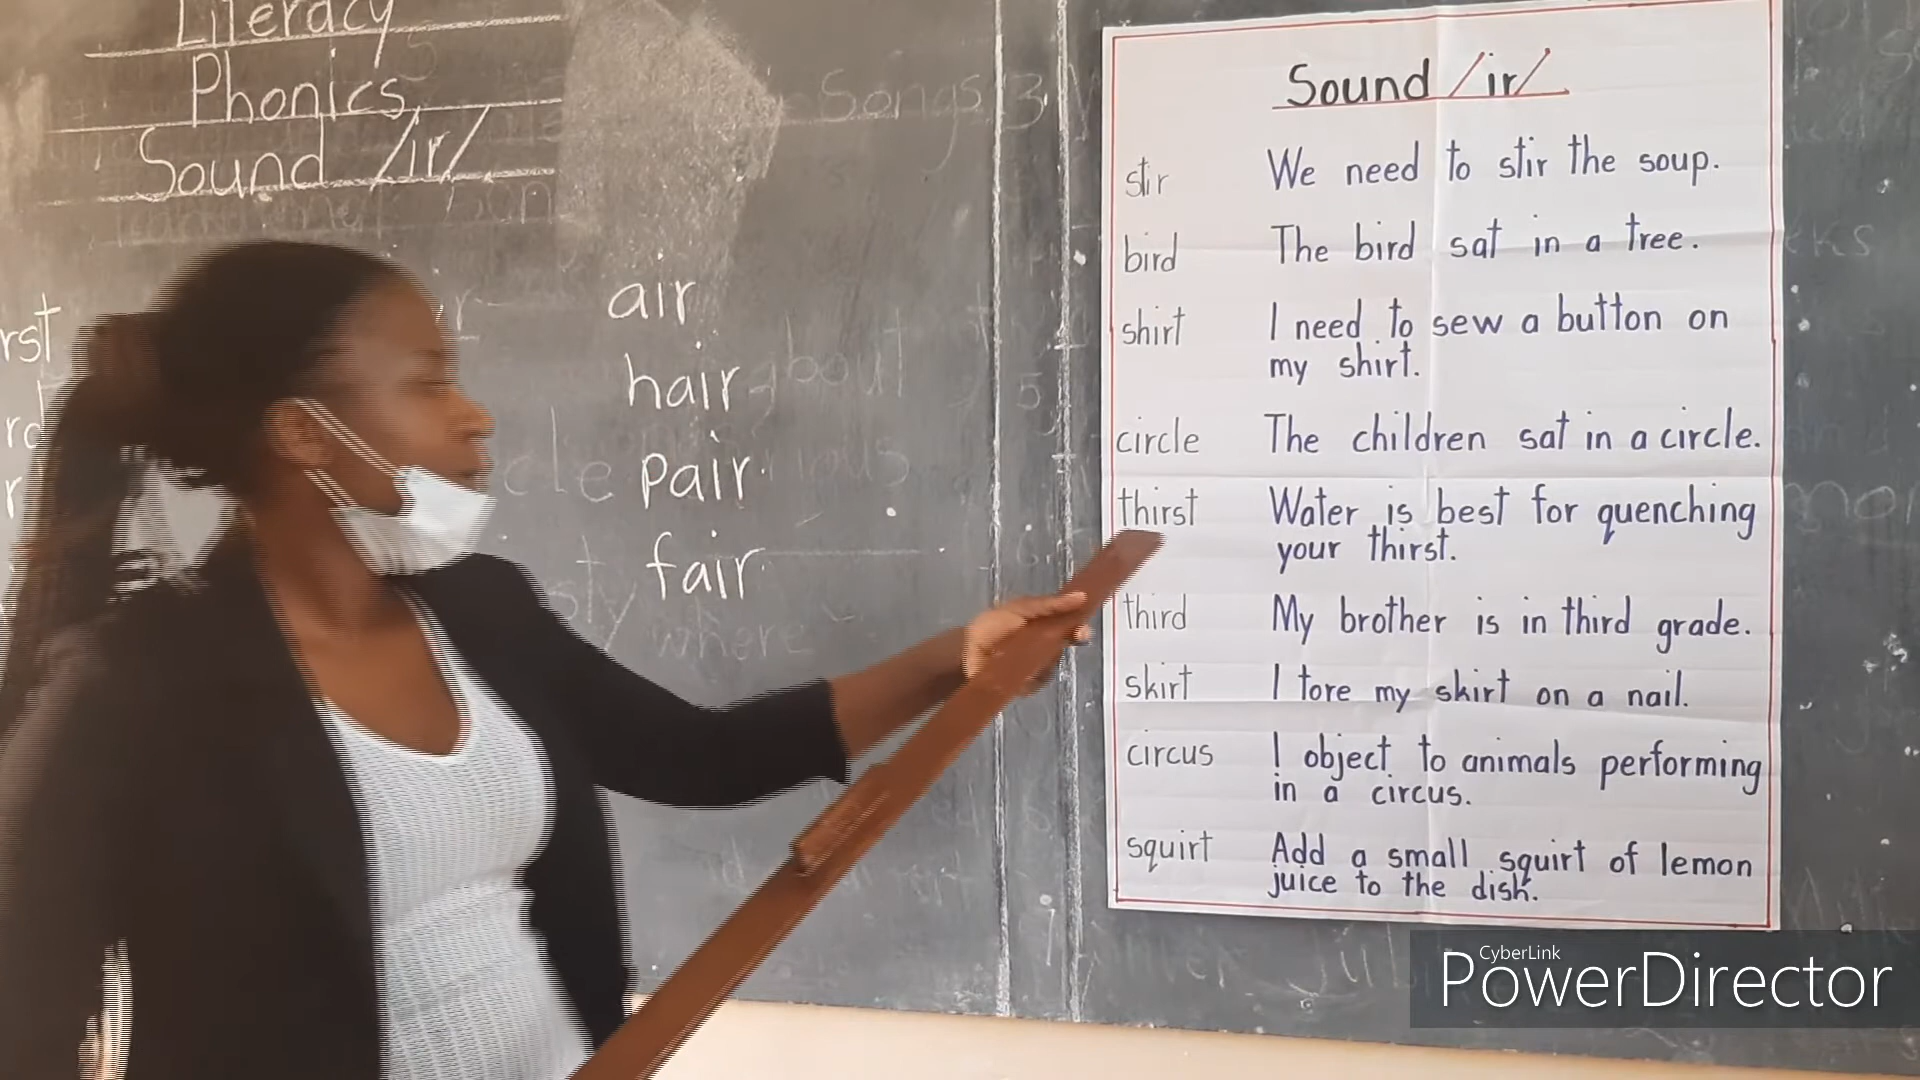 Literacy
Phonics
Sound /ir/
rst
air
hair
pair
fair
Songs
about
where
Sound /ir/
stir We need to stir the soup.
bird The bird sat in a tree.
shirt I need to sew a button on
my shirt.
circle The children sat in a circle.
thirst Water is best for quenching
your thirst.
third My brother is in third grade.
skirt I tore my skirt on a nail.
circus I object to animals performing
in a circus.
squirt Add a small squirt of lemon
juice to the dish.
CyberLink
PowerDirector